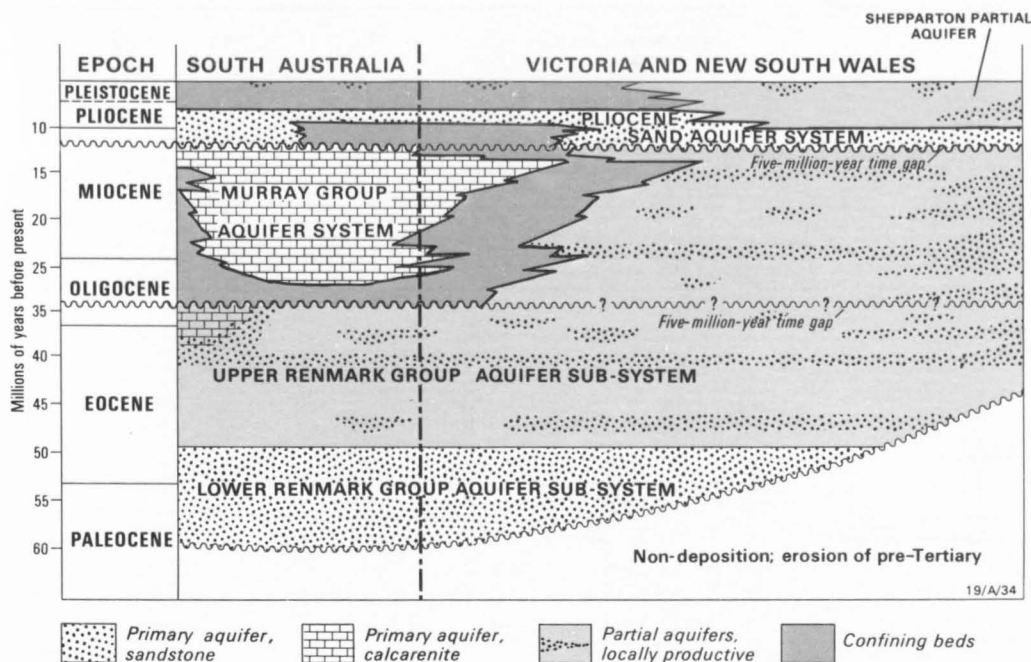 SHEPPARTON PARTIAL
AQUIFER
EPOCH
SOUTH AUSTRALIA
VICTORIA AND NEW SOUTH WALES
PLEISTOCENE
PLIOCENE
PLIOCENE
SAND AQUIFER SYSTEM
10
Five-million-year time gap
15
MIOCENE
MURRAY GROUP
20
AQUIFER SYSTEM
25
OLIGOCENE
30
? ? ? ?
35
Five-million-year time gap
Millions of years before present
40
UPPER RENMARK GROUP AQUIFER SUB-SYSTEM
45
EOCENE
50
LOWER RENMARK GROUP AQUIFER SUB-SYSTEM
55
PALEOCENE
60
Non-deposition; erosion of pre-Tertiary
19/A/34
Primary aquifer,
sandstone
Primary aquifer,
calcarenite
Partial aquifers,
locally productive
Confining beds